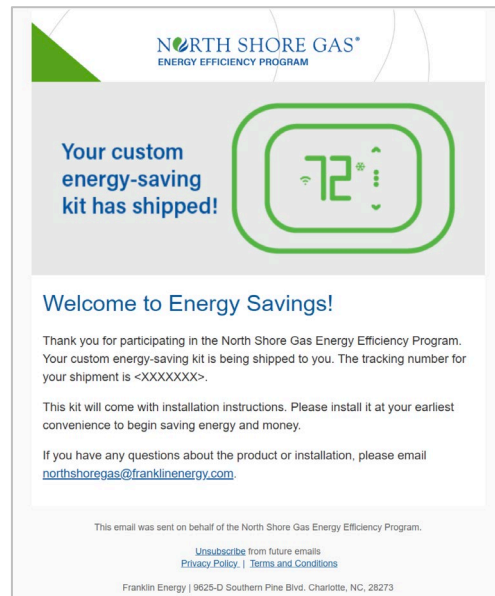 NORTH SHORE GAS®
ENERGY EFFICIENCY PROGRAM
Your custom
energy-saving
kit has shipped!
72°
Welcome to Energy Savings!
Thank you for participating in the North Shore Gas Energy Efficiency Program.
Your custom energy-saving kit is being shipped to you. The tracking number for
your shipment is <XXXXXXX>.
This kit will come with installation instructions. Please install it at your earliest
convenience to begin saving energy and money.
If you have any questions about the product or installation, please email
northshoregas@franklinenergy.com.
This email was sent on behalf of the North Shore Gas Energy Efficiency Program.
Unsubscribe from future emails
Privacy Policy | Terms and Conditions
Franklin Energy | 9625-D Southern Pine Blvd. Charlotte, NC, 28273